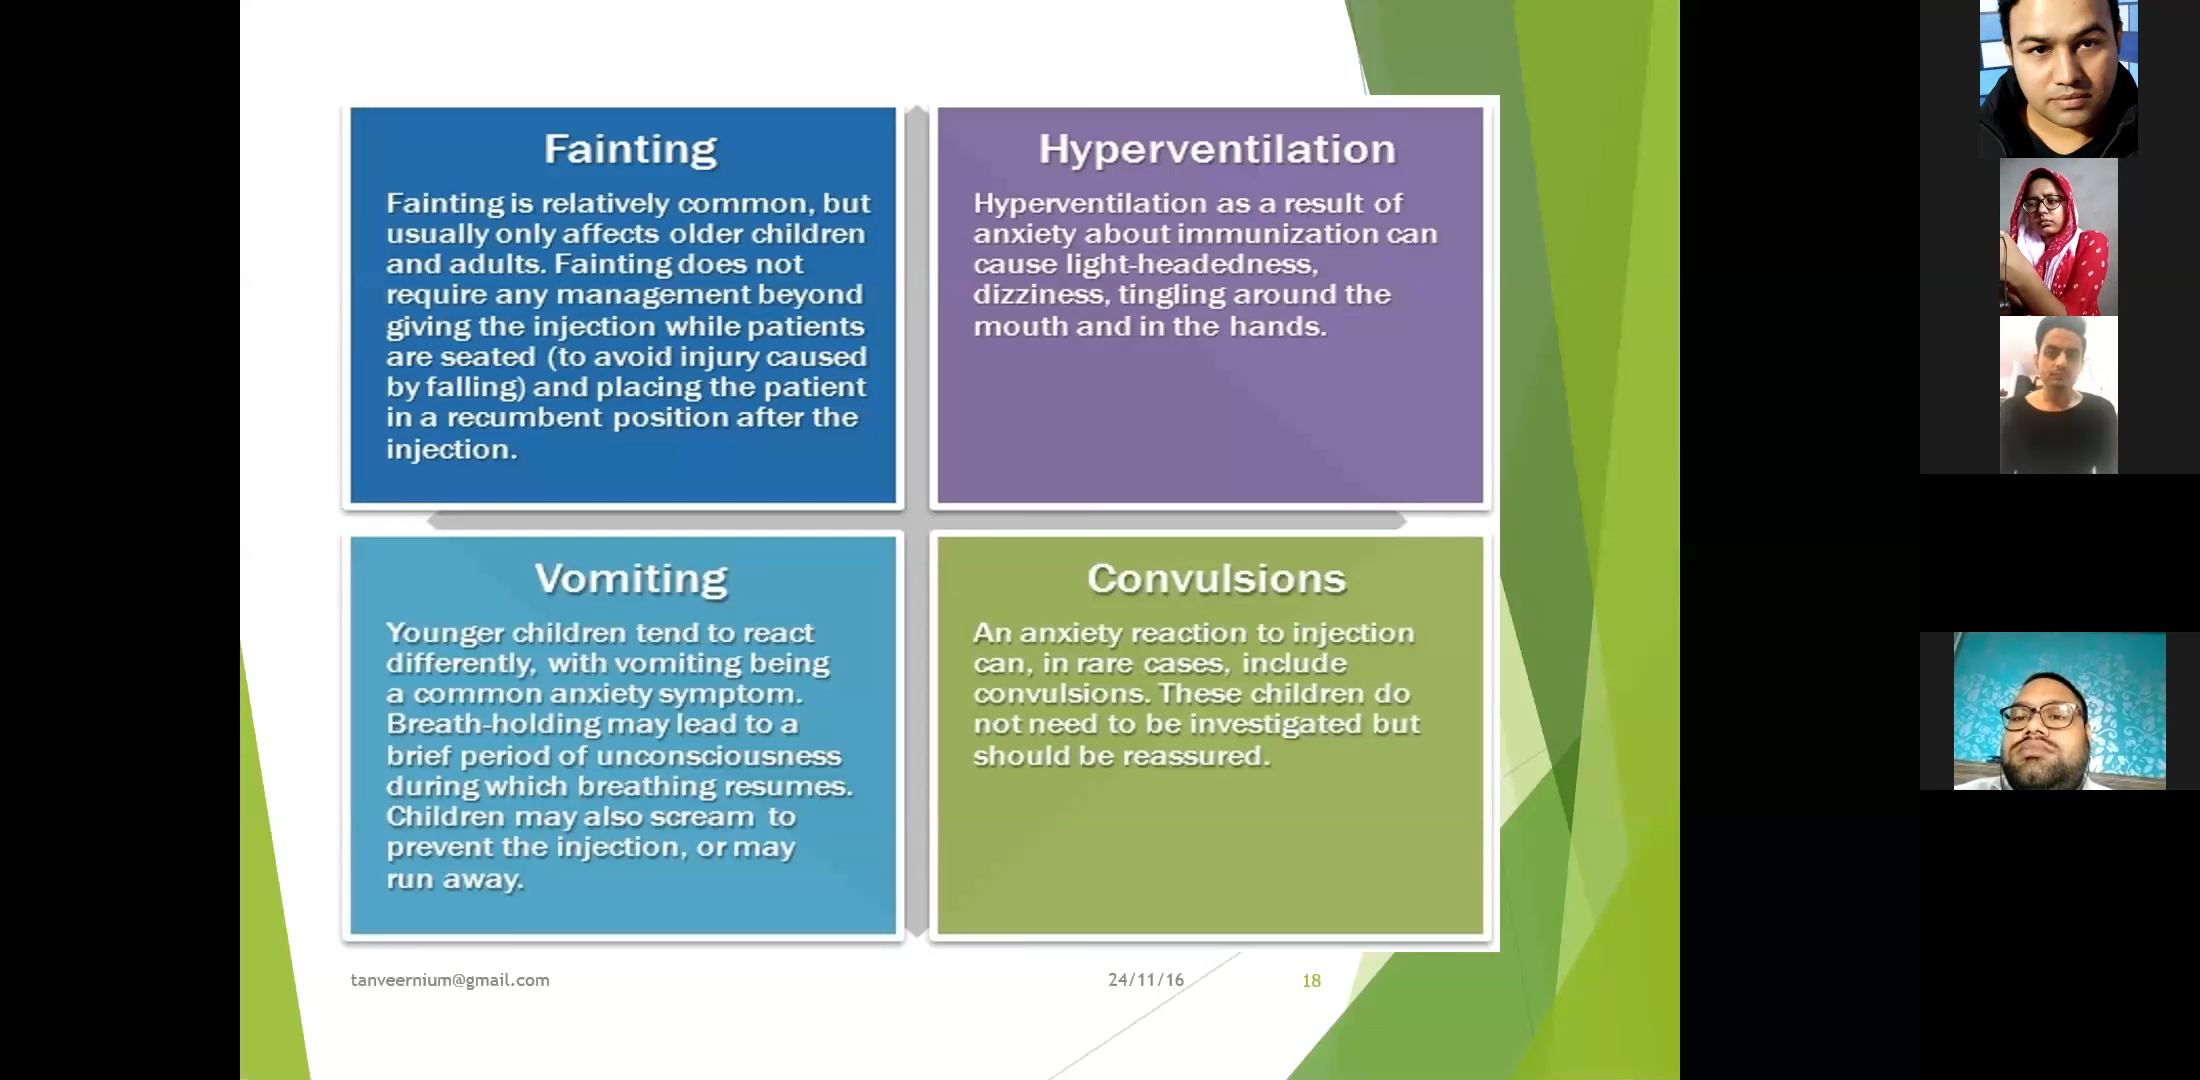 Fainting
Fainting is relatively common, but
usually only affects older children
and adults. Fainting does not
require any management beyond
giving the injection while patients
are seated (to avoid injury caused
by falling) and placing the patient
in a recumbent position after the
injection.
Hyperventilation
Hyperventilation as a result of
anxiety about immunization can
cause light-headedness,
dizziness, tingling around the
mouth and in the hands.
Vomiting
Younger children tend to react
differently, with vomiting being
a common anxiety symptom.
Breath-holding may lead to a
brief period of unconsciousness
during which breathing resumes.
Children may also scream to
prevent the injection, or may
run away.
Convulsions
An anxiety reaction to injection
can, in rare cases, include
convulsions. These children do
not need to be investigated but
should be reassured.
tanveernium@gmail.com
24/11/16
18